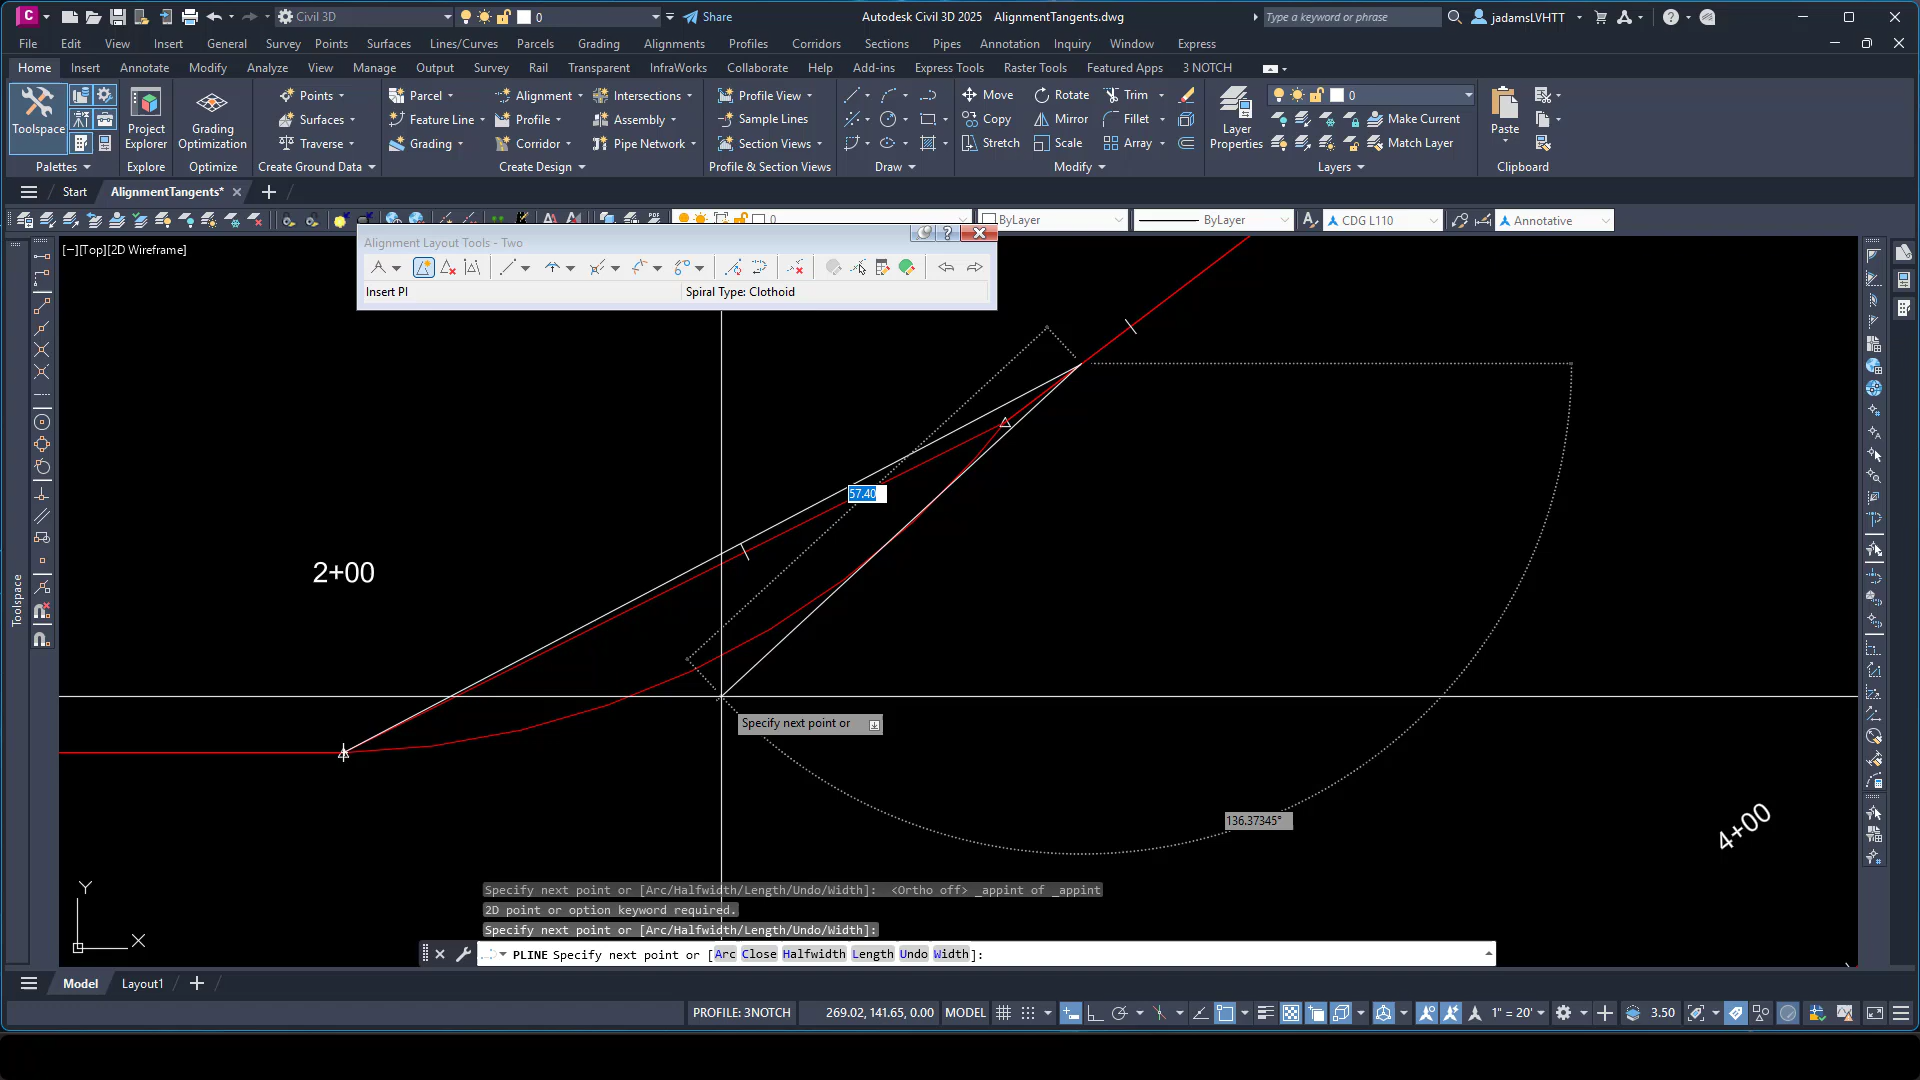 Civil 3D
0
Share
Autodesk Civil 3D 2025 AlignmentTangents.dwg
Type a keyword or phrase
jadamsLVHTT
File Edit View Insert General Survey Points Surfaces Lines/Curves Parcels Grading Alignments Profiles Corridors Sections Pipes Annotation Inquiry Window Express
Home Insert Annotate Modify Analyze View Manage Output Survey Rail Transparent InfraWorks Collaborate Help Add-ins Express Tools Raster Tools Featured Apps 3 NOTCH
Points Parcel Alignment Intersections Profile View Move Rotate Trim 0
Toolspace Project Explorer Grading Optimization Surfaces Feature Line Profile Assembly Sample Lines Copy Mirror Fillet Layer Properties Make Current Paste
Traverse Grading Corridor Pipe Network Section Views Stretch Scale Array Match Layer
Palettes Explore Optimize Create Ground Data Create Design Profile & Section Views Draw Modify Layers Clipboard
Start AlignmentTangents*
0 ByLayer ByLayer CDG L110 Annotative
[−][Top][2D Wireframe]
Alignment Layout Tools - Two
Insert PI
Spiral Type: Clothoid
57.40
2+00
Toolspace
Specify next point or
136.37345°
4+00
Y
X
Specify next point or [Arc/Halfwidth/Length/Undo/Width]: <Ortho off> _appint of _appint
2D point or option keyword required.
Specify next point or [Arc/Halfwidth/Length/Undo/Width]:
PLINE Specify next point or [Arc Close Halfwidth Length Undo Width]:
Model Layout1
PROFILE: 3NOTCH 269.02, 141.65, 0.00 MODEL 1" = 20' 3.50